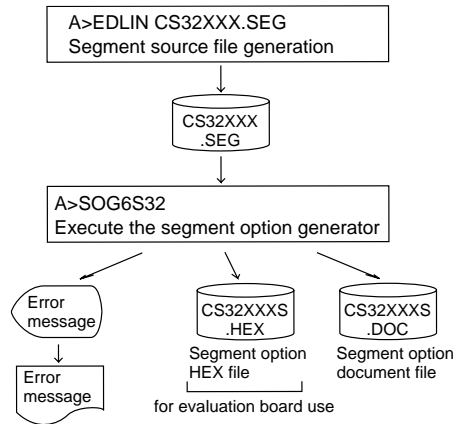 A>EDLIN CS32XXX.SEG
Segment source file generation
CS32XXX
.SEG
A>SOG6S32
Execute the segment option generator
Error
message
CS32XXXS
.HEX
CS32XXXS
.DOC
Segment option
HEX file
Segment option
document file
Error
message
for evaluation board use